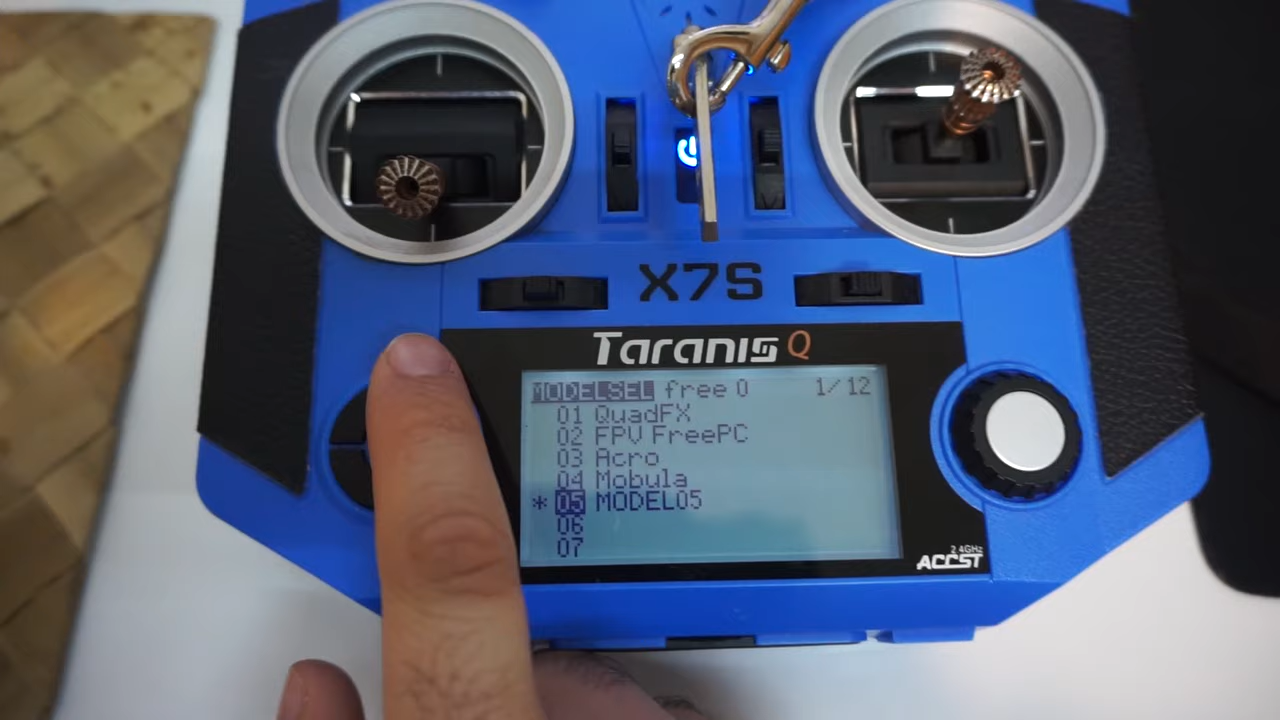 X7S
Taranis Q
MODELSEL free 0 1/12
01 QuadFX
02 FPV FreePC
03 Acro
04 Mobula
* 05 MODEL05
06
07
2.4GHz
ACCST